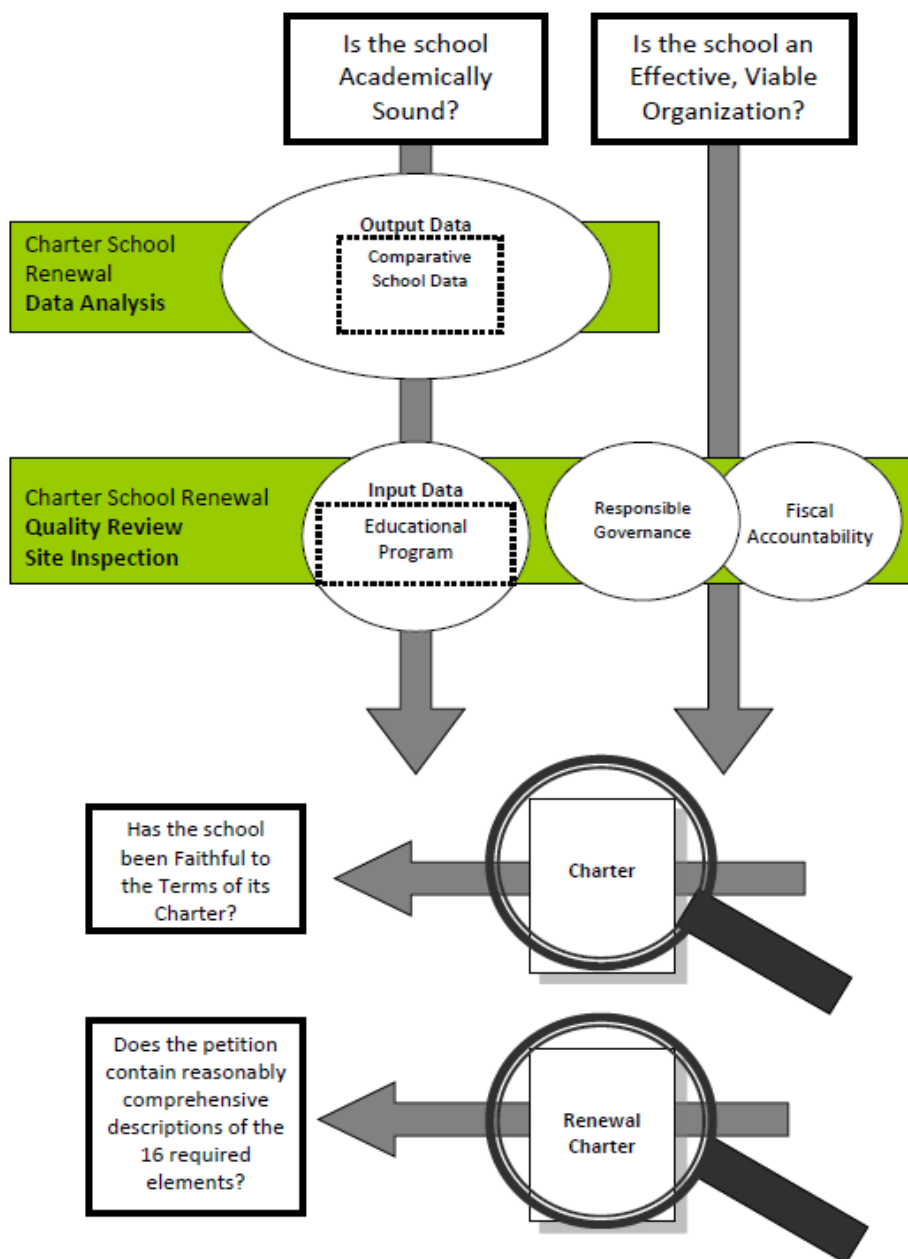 Is the school
Academically
Sound?
Is the school an
Effective, Viable
Organization?
Output Data
Comparative
School Data
Charter School
Renewal
Data Analysis
Input Data
Educational
Program
Charter School Renewal
Quality Review
Site Inspection
Responsible
Governance
Fiscal
Accountability
Has the school
been Faithful to
the Terms of its
Charter?
Charter
Does the petition
contain reasonably
comprehensive
descriptions of the
16 required
elements?
Renewal
Charter